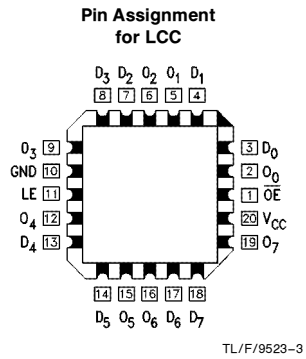 Pin Assignment
for LCC
D3 D2 O2 O1 D1
8 7 6 5 4
O3 9
GND 10
LE 11
O4 12
D4 13
3 D0
2 O0
1 O̅E̅
20 VCC
19 O7
14 15 16 17 18
D5 O5 O6 D6 D7
TL/F/9523–3